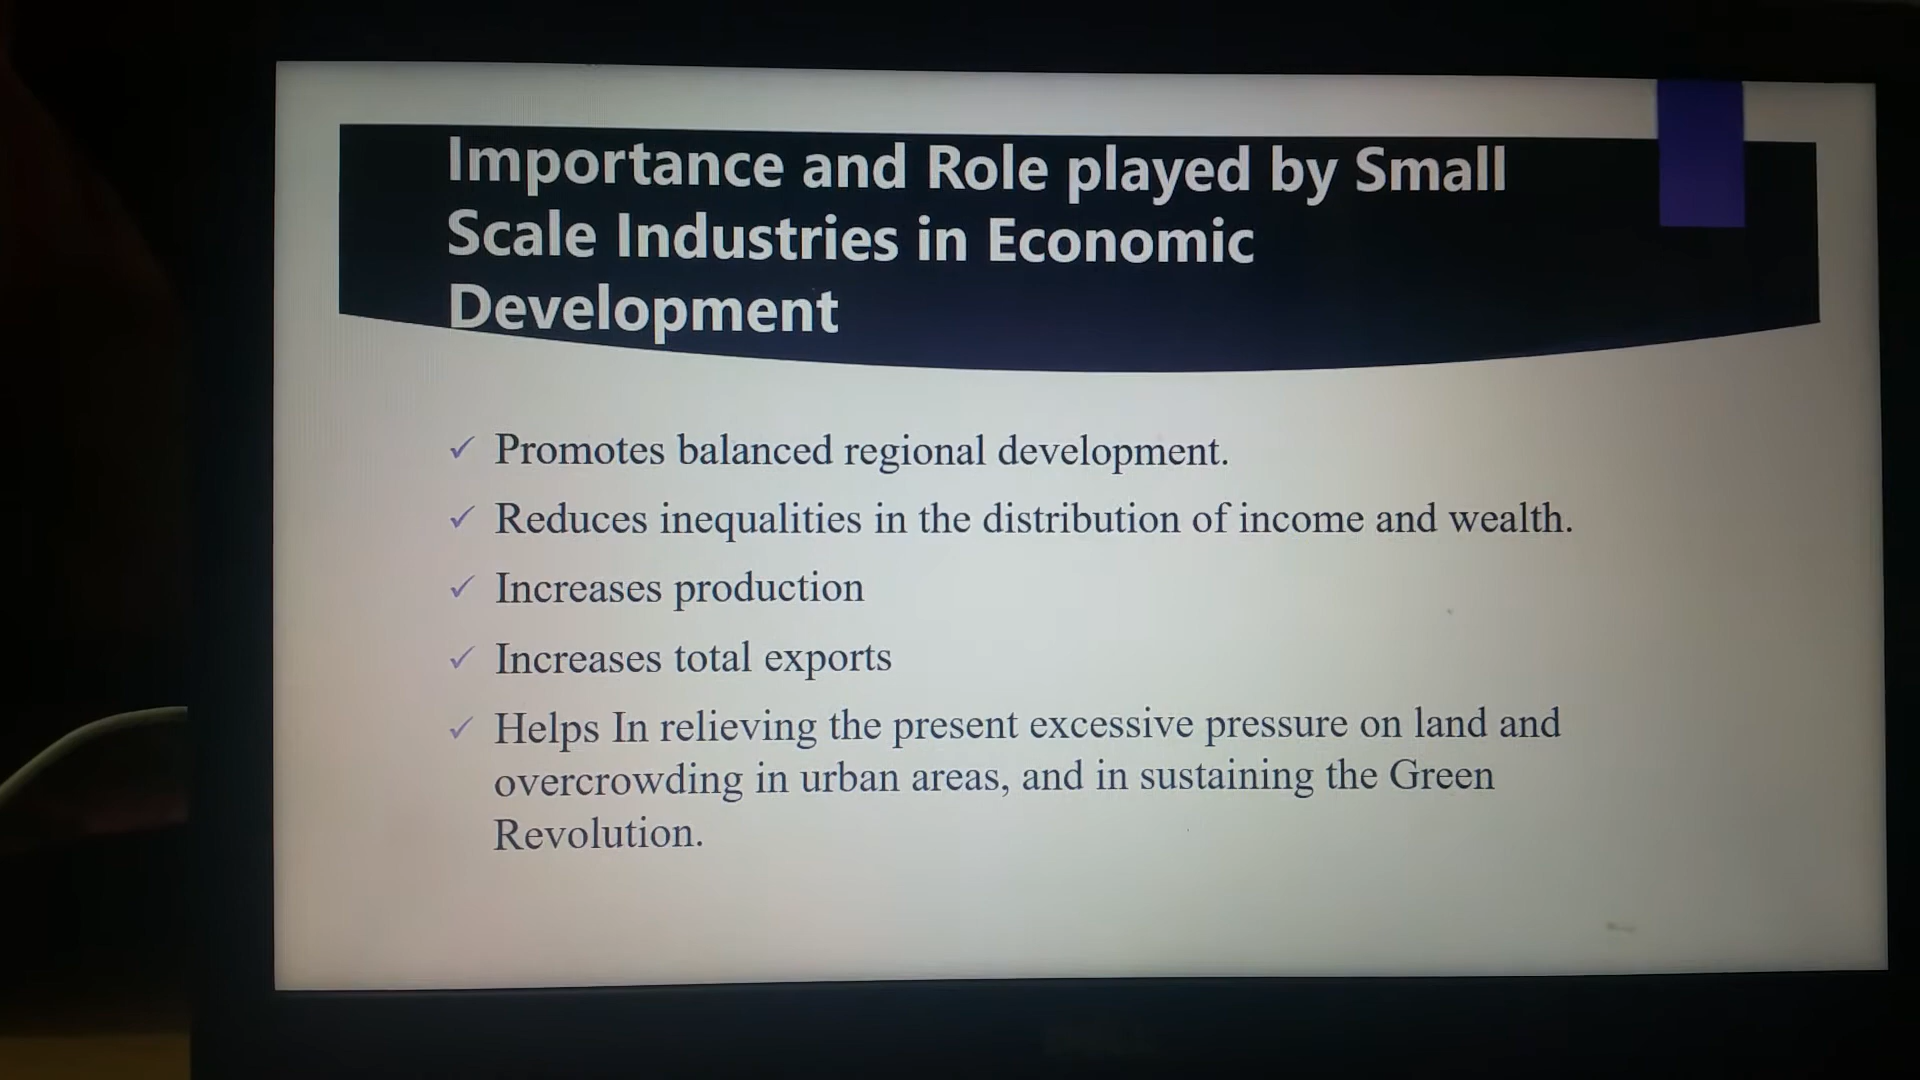 Importance and Role played by Small
Scale Industries in Economic
Development
✓ Promotes balanced regional development.
✓ Reduces inequalities in the distribution of income and wealth.
✓ Increases production
✓ Increases total exports
✓ Helps In relieving the present excessive pressure on land and
overcrowding in urban areas, and in sustaining the Green
Revolution.